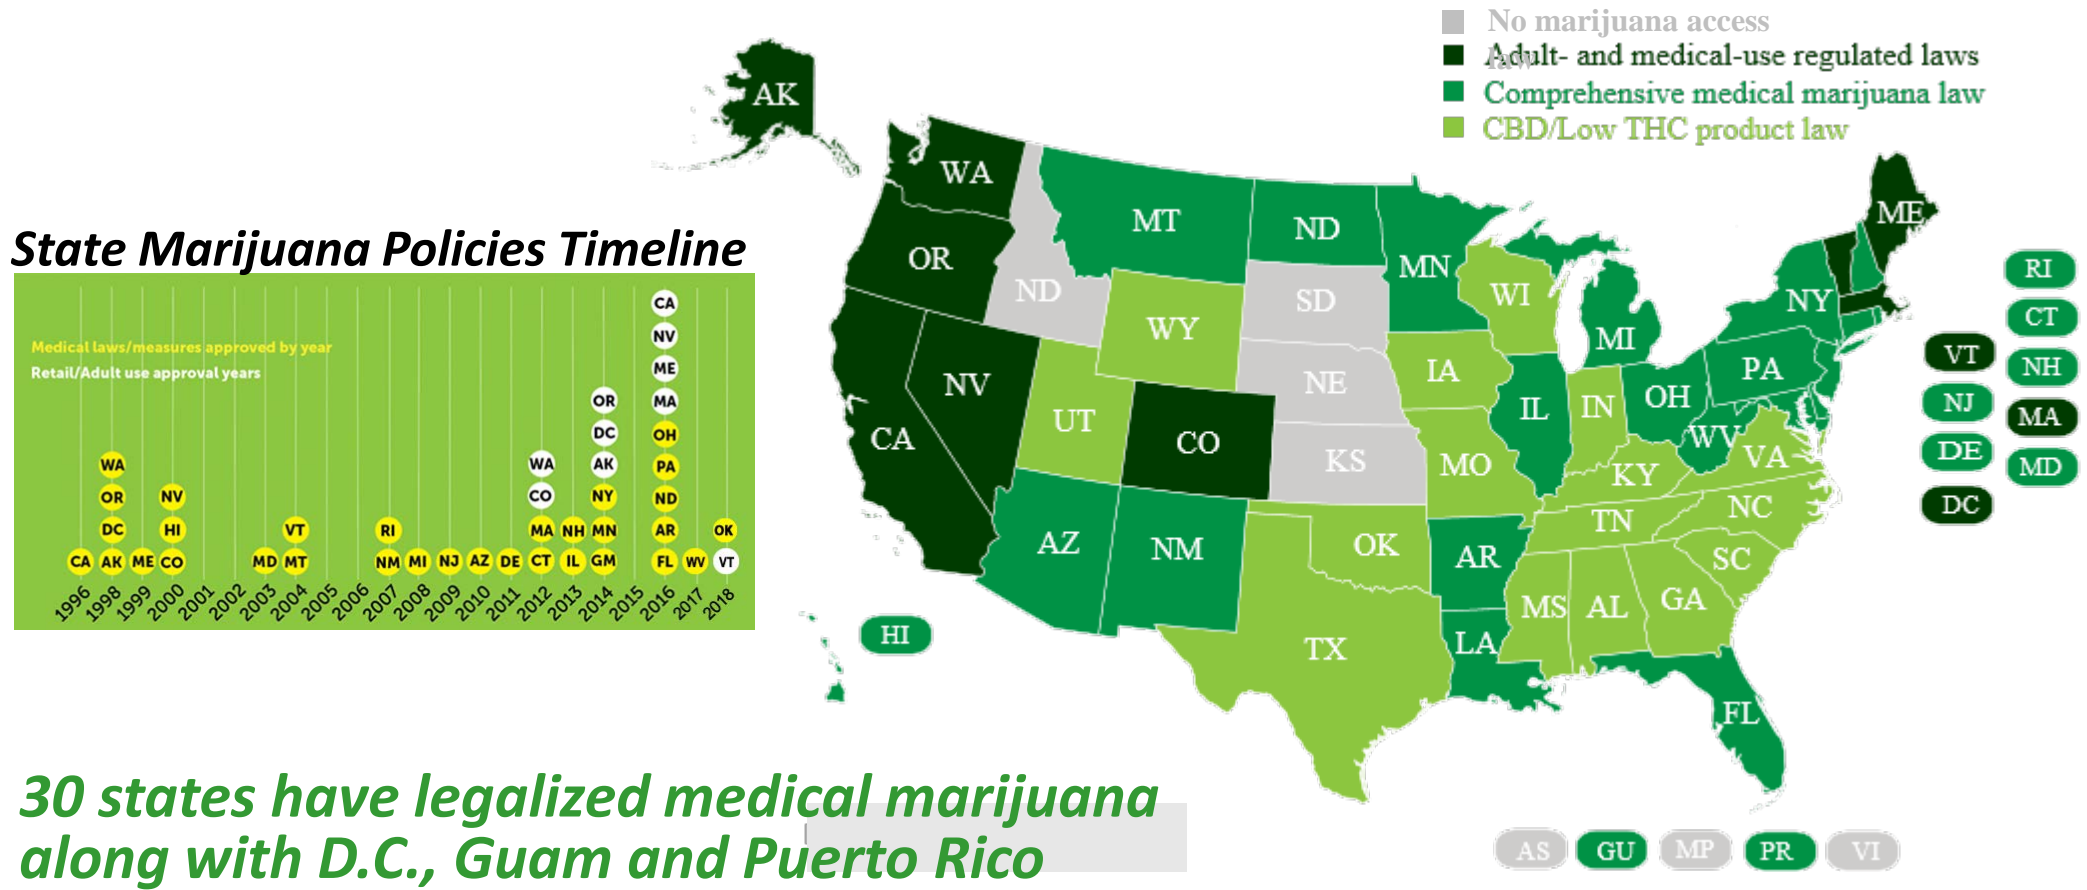 No marijuana access
law
Adult- and medical-use regulated laws
Comprehensive medical marijuana law
CBD/Low THC product law
State Marijuana Policies Timeline
Medical laws/measures approved by year
Retail/Adult use approval years
CA
NV
ME
OR MA
DC OH
WA WA AK PA
OR NV CO NY ND
DC HI VT RI MA NH MN AR OK
CA AK ME CO MD MT NM MI NJ AZ DE CT IL GM FL WV VT
1996 1998 1999 2000 2001 2002 2003 2004 2005 2006 2007 2008 2009 2010 2011 2012 2013 2014 2015 2016 2017 2018
AK
WA
MT
ND
ME
OR
MN
ND
SD
WI
NY
WY
MI
NV
IA
PA
NE
OH
UT
IL
IN
CA
CO
WV
KS
MO
VA
KY
NC
TN
AZ
NM
OK
AR
SC
MS
AL
GA
LA
TX
FL
HI
RI
CT
VT
NH
NJ
MA
DE
MD
DC
30 states have legalized medical marijuana
along with D.C., Guam and Puerto Rico
AS GU MP PR VI